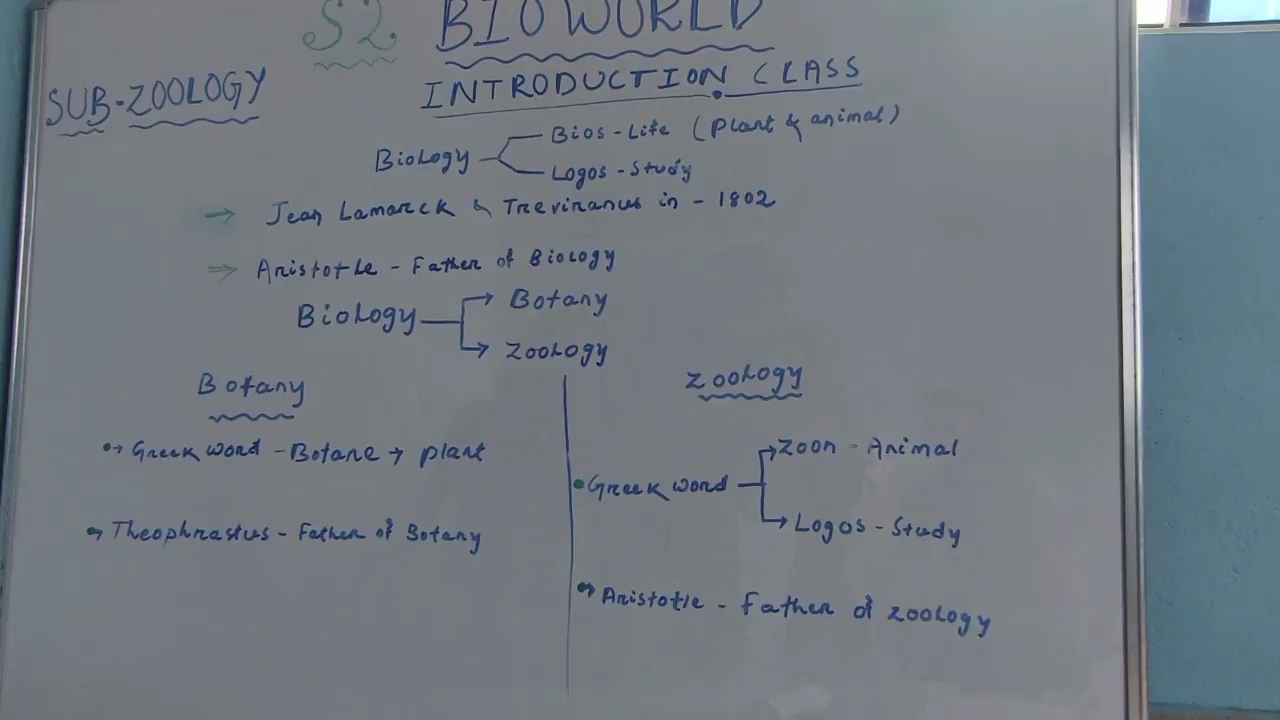 S2 BIO WORLD
SUB-ZOOLOGY
INTRODUCTION CLASS
Biology
Bios - Life (Plant & animal)
Logos - Study
→ Jean Lamarck & Treviranus in - 1802
⇒ Aristotle - Father of Biology
Biology → Botany
→ Zoology
Botany
•→ Greek word - Botane → plant
•→ Theophrastus - Father of Botany
Zoology
• Greek word → Zoon - Animal
→ Logos - Study
•→ Aristotle - Father of Zoology